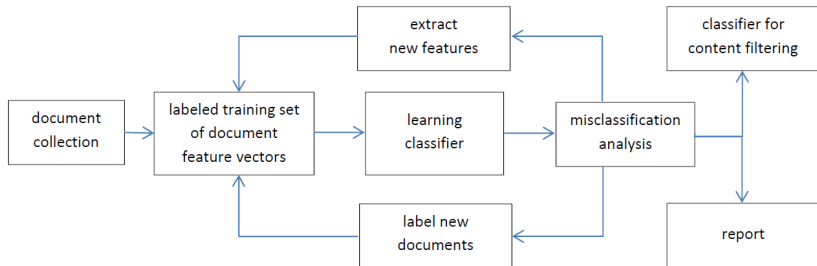 extract
new features
classifier for
content filtering
document
collection
labeled training set
of document
feature vectors
learning
classifier
misclassification
analysis
label new
documents
report